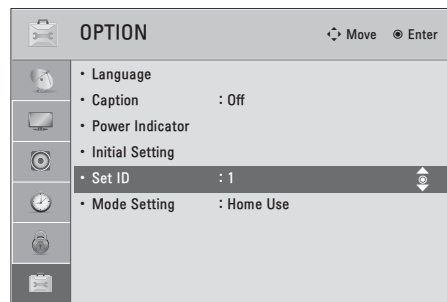 OPTION
Move Enter
• Language
• Caption : Off
• Power Indicator
• Initial Setting
• Set ID : 1
• Mode Setting : Home Use